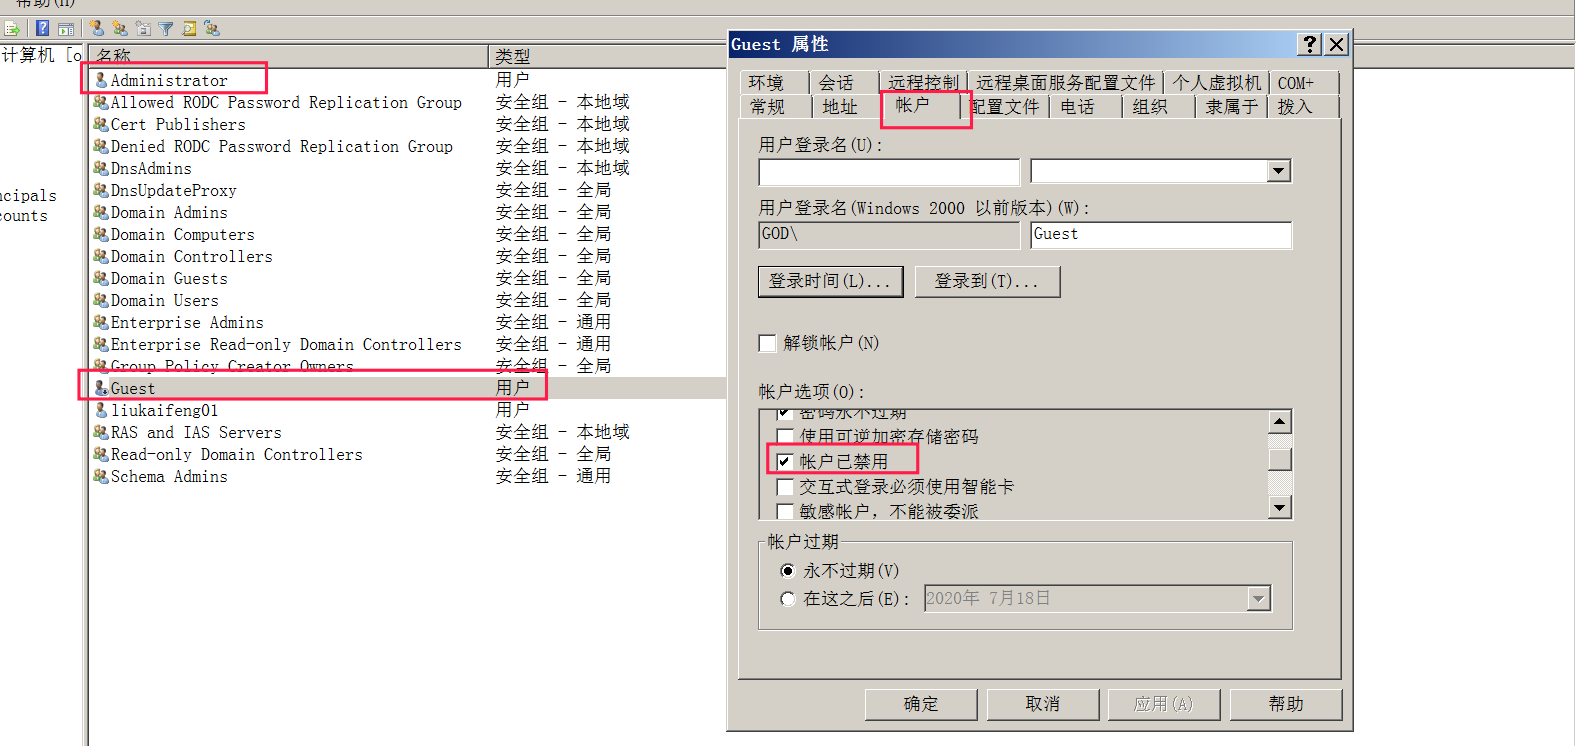 帮助(H)
计算机 [o
ncipals
counts
名称 类型
Administrator 用户
Allowed RODC Password Replication Group 安全组 - 本地域
Cert Publishers 安全组 - 本地域
Denied RODC Password Replication Group 安全组 - 本地域
DnsAdmins 安全组 - 本地域
DnsUpdateProxy 安全组 - 全局
Domain Admins 安全组 - 全局
Domain Computers 安全组 - 全局
Domain Controllers 安全组 - 全局
Domain Guests 安全组 - 全局
Domain Users 安全组 - 全局
Enterprise Admins 安全组 - 通用
Enterprise Read-only Domain Controllers 安全组 - 通用
Group Policy Creator Owners 安全组 - 全局
Guest 用户
liukaifeng01 用户
RAS and IAS Servers 安全组 - 本地域
Read-only Domain Controllers 安全组 - 全局
Schema Admins 安全组 - 通用
Guest 属性
环境 会话 远程控制 远程桌面服务配置文件 个人虚拟机 COM+
常规 地址 帐户 配置文件 电话 组织 隶属于 拨入
用户登录名(U):
用户登录名(Windows 2000 以前版本)(W):
GOD\ Guest
登录时间(L)... 登录到(T)...
解锁帐户(N)
帐户选项(O):
密码永不过期
使用可逆加密存储密码
帐户已禁用
交互式登录必须使用智能卡
敏感帐户，不能被委派
帐户过期
永不过期(V)
在这之后(E): 2020年 7月18日
确定 取消 应用(A) 帮助